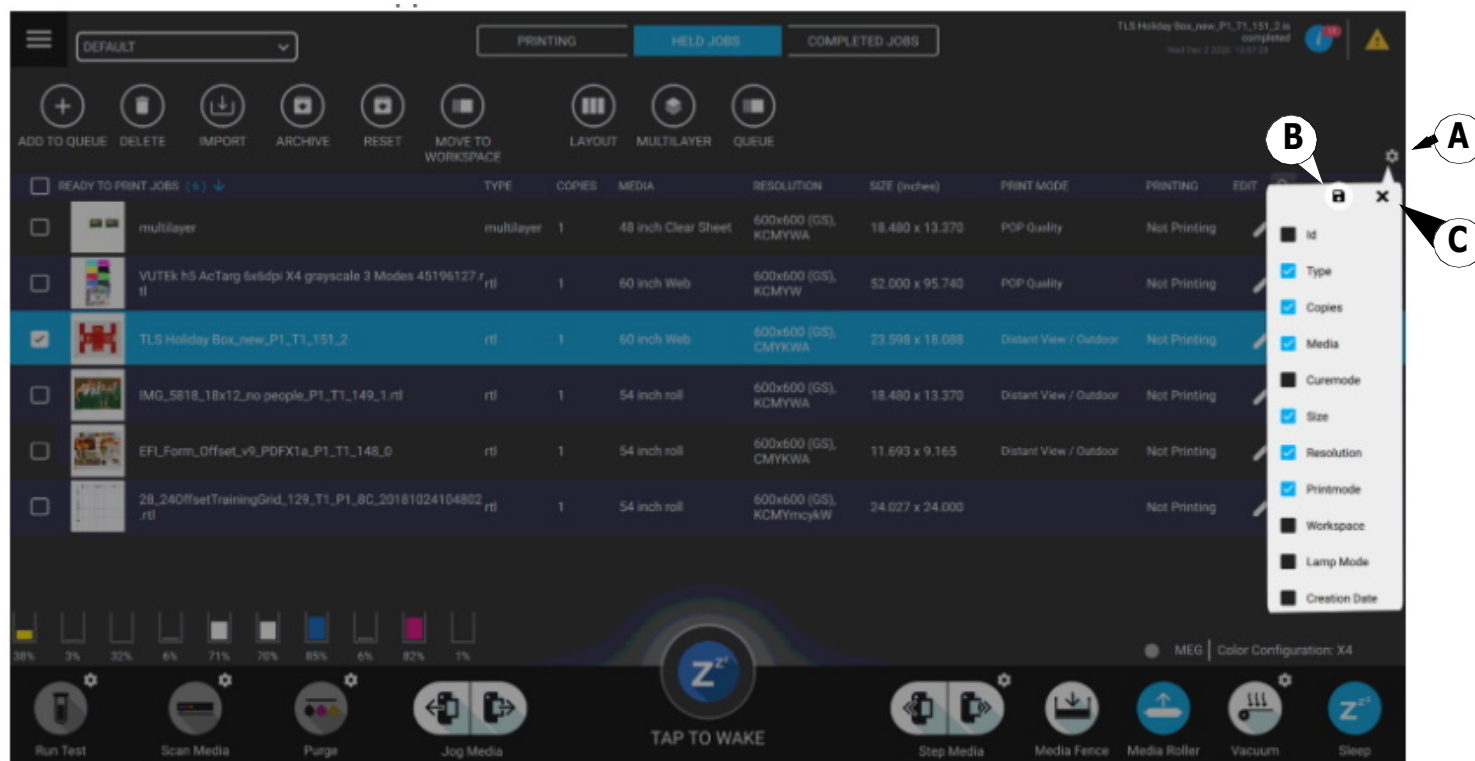 DEFAULT
PRINTING
HELD JOBS
COMPLETED JOBS
TLS Holiday Box_new_P1_T1_151_2 is
completed
Wed Dec 2 2020
ADD TO QUEUE
DELETE
IMPORT
ARCHIVE
RESET
MOVE TO
WORKSPACE
LAYOUT
MULTILAYER
QUEUE
A
B
C
READY TO PRINT JOBS (6)
TYPE
COPIES
MEDIA
RESOLUTION
SIZE (Inches)
PRINT MODE
PRINTING
EDIT
multilayer
multilayer
1
48 inch Clear Sheet
600x600 (GS),
KCMYWA
18.480 x 13.370
POP Quality
Not Printing
VUTEk h5 AcTarg 6x6dpi X4 grayscale 3 Modes 45196127.r
tl
rtl
1
60 inch Web
600x600 (GS),
KCMYW
52.000 x 95.740
POP Quality
Not Printing
TLS Holiday Box_new_P1_T1_151_2
rtl
1
60 inch Web
600x600 (GS),
CMYKWA
23.598 x 18.088
Distant View / Outdoor
Not Printing
IMG_5818_18x12_no people_P1_T1_149_1.rtl
rtl
1
54 inch roll
600x600 (GS),
KCMYWA
18.480 x 13.370
Distant View / Outdoor
Not Printing
EFI_Form_Offset_v9_PDFX1a_P1_T1_148_0
rtl
1
54 inch roll
600x600 (GS),
CMYKWA
11.693 x 9.165
Distant View / Outdoor
Not Printing
28_24OffsetTrainingGrid_129_T1_P1_8C_20181024104802
.rtl
rtl
1
54 inch roll
600x600 (GS),
KCMYmcykW
24.027 x 24.000
Not Printing
Id
Type
Copies
Media
Curemode
Size
Resolution
Printmode
Workspace
Lamp Mode
Creation Date
38%
3%
32%
6%
71%
70%
85%
6%
82%
1%
MEG
Color Configuration: X4
Run Test
Scan Media
Purge
Jog Media
Zzz
TAP TO WAKE
Step Media
Media Fence
Media Roller
Vacuum
Zzz
Sleep